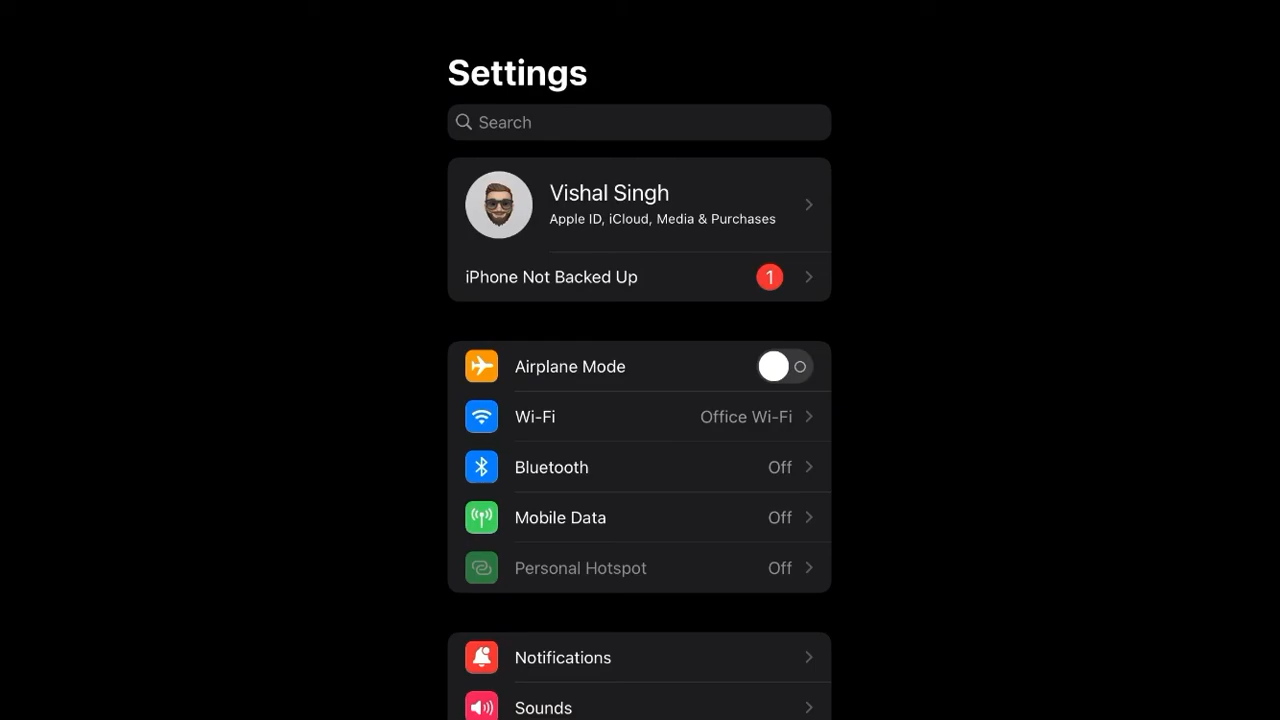 Settings
Search
Vishal Singh
Apple ID, iCloud, Media & Purchases
iPhone Not Backed Up 1
Airplane Mode
Wi-Fi Office Wi-Fi
Bluetooth Off
Mobile Data Off
Personal Hotspot Off
Notifications
Sounds